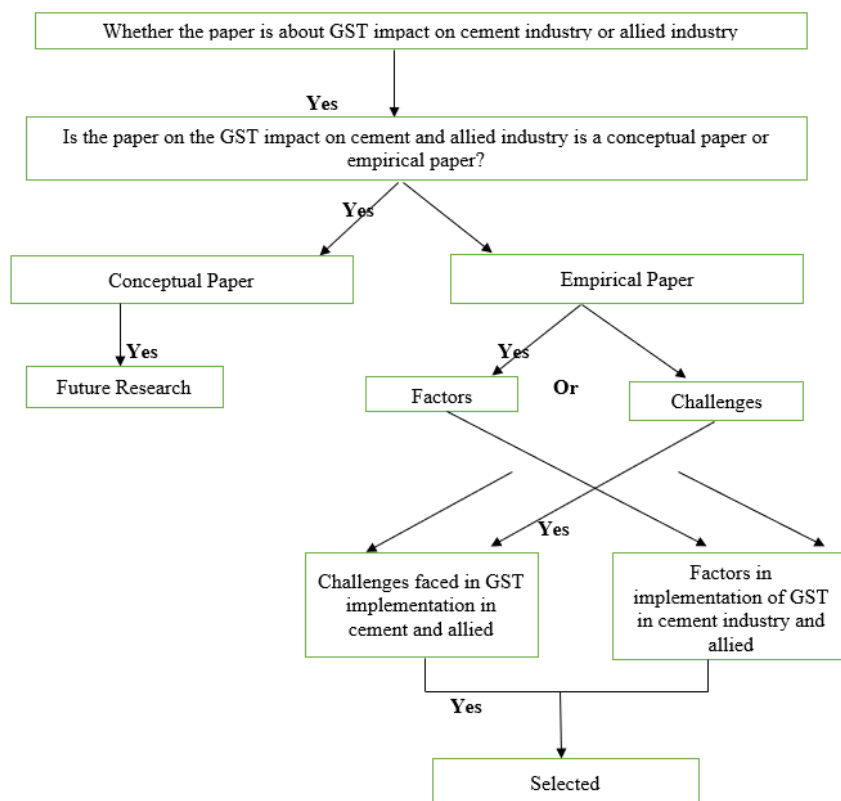 Whether the paper is about GST impact on cement industry or allied industry
Yes
Is the paper on the GST impact on cement and allied industry is a conceptual paper or
empirical paper?
Yes
Conceptual Paper
Empirical Paper
Yes
Yes
Future Research
Factors
Or
Challenges
Yes
Challenges faced in GST
implementation in
cement and allied
Factors in
implementation of GST
in cement industry and
allied
Yes
Selected